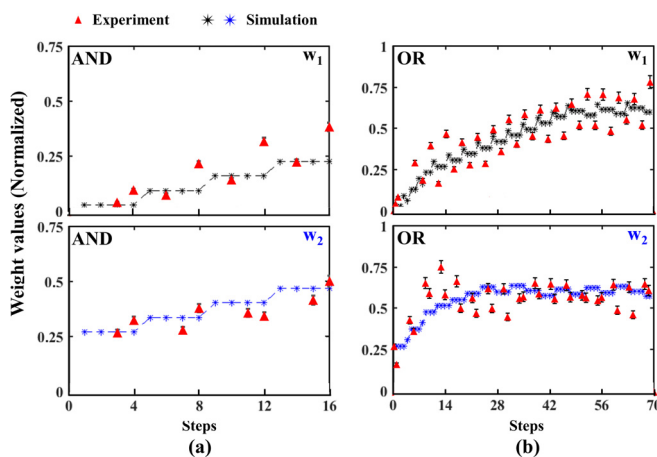 Experiment Simulation
Weight values (Normalized)
AND w₁
0.75
0.5
0.25
0
AND w₂
0.75
0.5
0.25
0
0 4 8 12 16
Steps
(a)
OR w₁
1
0.75
0.5
0.25
0
OR w₂
1
0.75
0.5
0.25
0
0 14 28 42 56 70
Steps
(b)